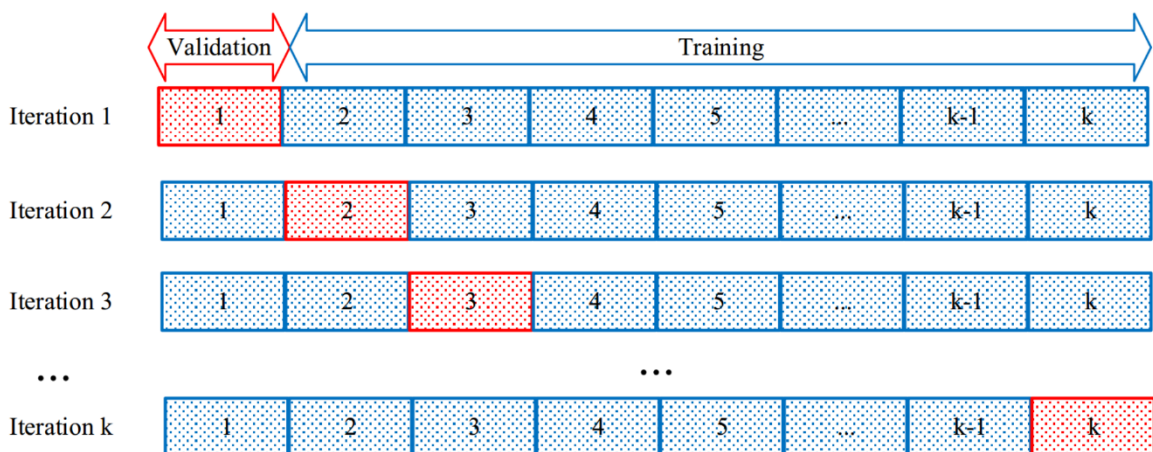 Validation Training
Iteration 1 1 2 3 4 5 ... k-1 k
Iteration 2 1 2 3 4 5 ... k-1 k
Iteration 3 1 2 3 4 5 ... k-1 k
... ...
Iteration k 1 2 3 4 5 ... k-1 k